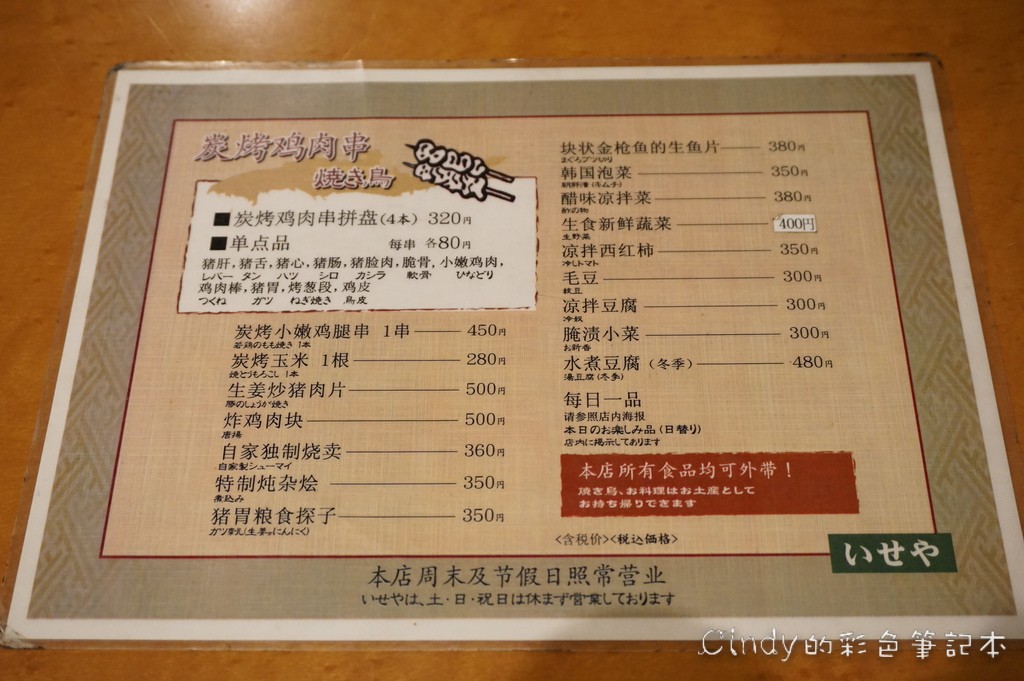 炭烤鸡肉串
焼き鳥
■炭烤鸡肉串拼盘(4本) 320円
■单点品 每串 各80円
猪肝,猪舌,猪心,猪肠,猪脸肉,脆骨,小嫩鸡肉,
レバー タン ハツ シロ カシラ 軟骨 ひなどり
鸡肉棒,猪胃,烤葱段,鸡皮
つくね ガツ ねぎ焼き 鳥皮
炭烤小嫩鸡腿串 1串 450円
若鶏のもも焼き 1本
炭烤玉米 1根 280円
焼とうもろこし 1本
生姜炒猪肉片 500円
豚のしょうが焼き
炸鸡肉块 500円
唐揚
自家独制烧卖 360円
自家製シューマイ
特制炖杂烩 350円
煮込み
猪胃粮食探子 350円
ガツ刺(生姜orにんにく)
块状金枪鱼的生鱼片 380円
まぐろブツ切り
韩国泡菜 350円
朝鮮漬(キムチ)
醋味凉拌菜 380円
酢の物
生食新鲜蔬菜 400円
生野菜
凉拌西红柿 350円
冷しトマト
毛豆 300円
枝豆
凉拌豆腐 300円
冷奴
腌渍小菜 300円
お新香
水煮豆腐(冬季) 480円
湯豆腐(冬季)
每日一品
请参照店内海报
本日のお楽しみ品(日替り)
店内に掲示してあります
本店所有食品均可外带!
焼き鳥、お料理はお土産として
お持ち帰りできます
<含税价><税込価格>
いせや
本店周末及节假日照常营业
いせやは、土・日・祝日は休まず営業しております
Cindy的彩色筆記本